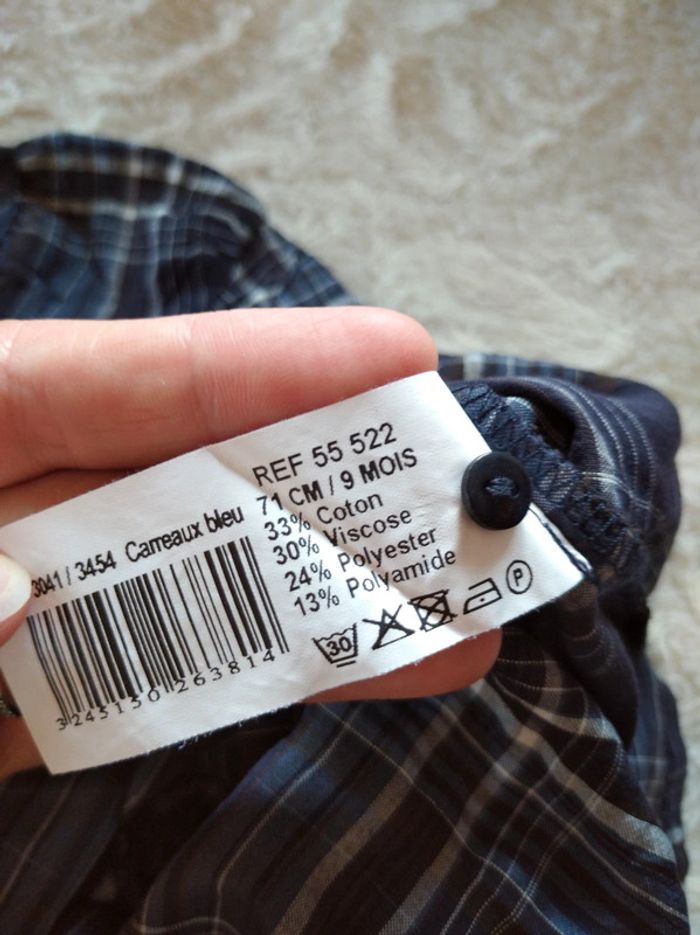 REF 55 522
71 CM / 9 MOIS
33% Coton
30% Viscose
24% Polyester
13% Polyamide
30
P
3041 / 3454 Carreaux bleu
3245150263814